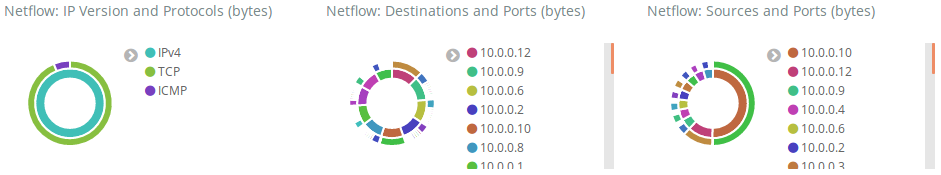 Netflow: IP Version and Protocols (bytes)
IPv4
TCP
ICMP
Netflow: Destinations and Ports (bytes)
10.0.0.12
10.0.0.9
10.0.0.6
10.0.0.2
10.0.0.10
10.0.0.8
10.0.0.1
Netflow: Sources and Ports (bytes)
10.0.0.10
10.0.0.12
10.0.0.9
10.0.0.4
10.0.0.6
10.0.0.2
10.0.0.3